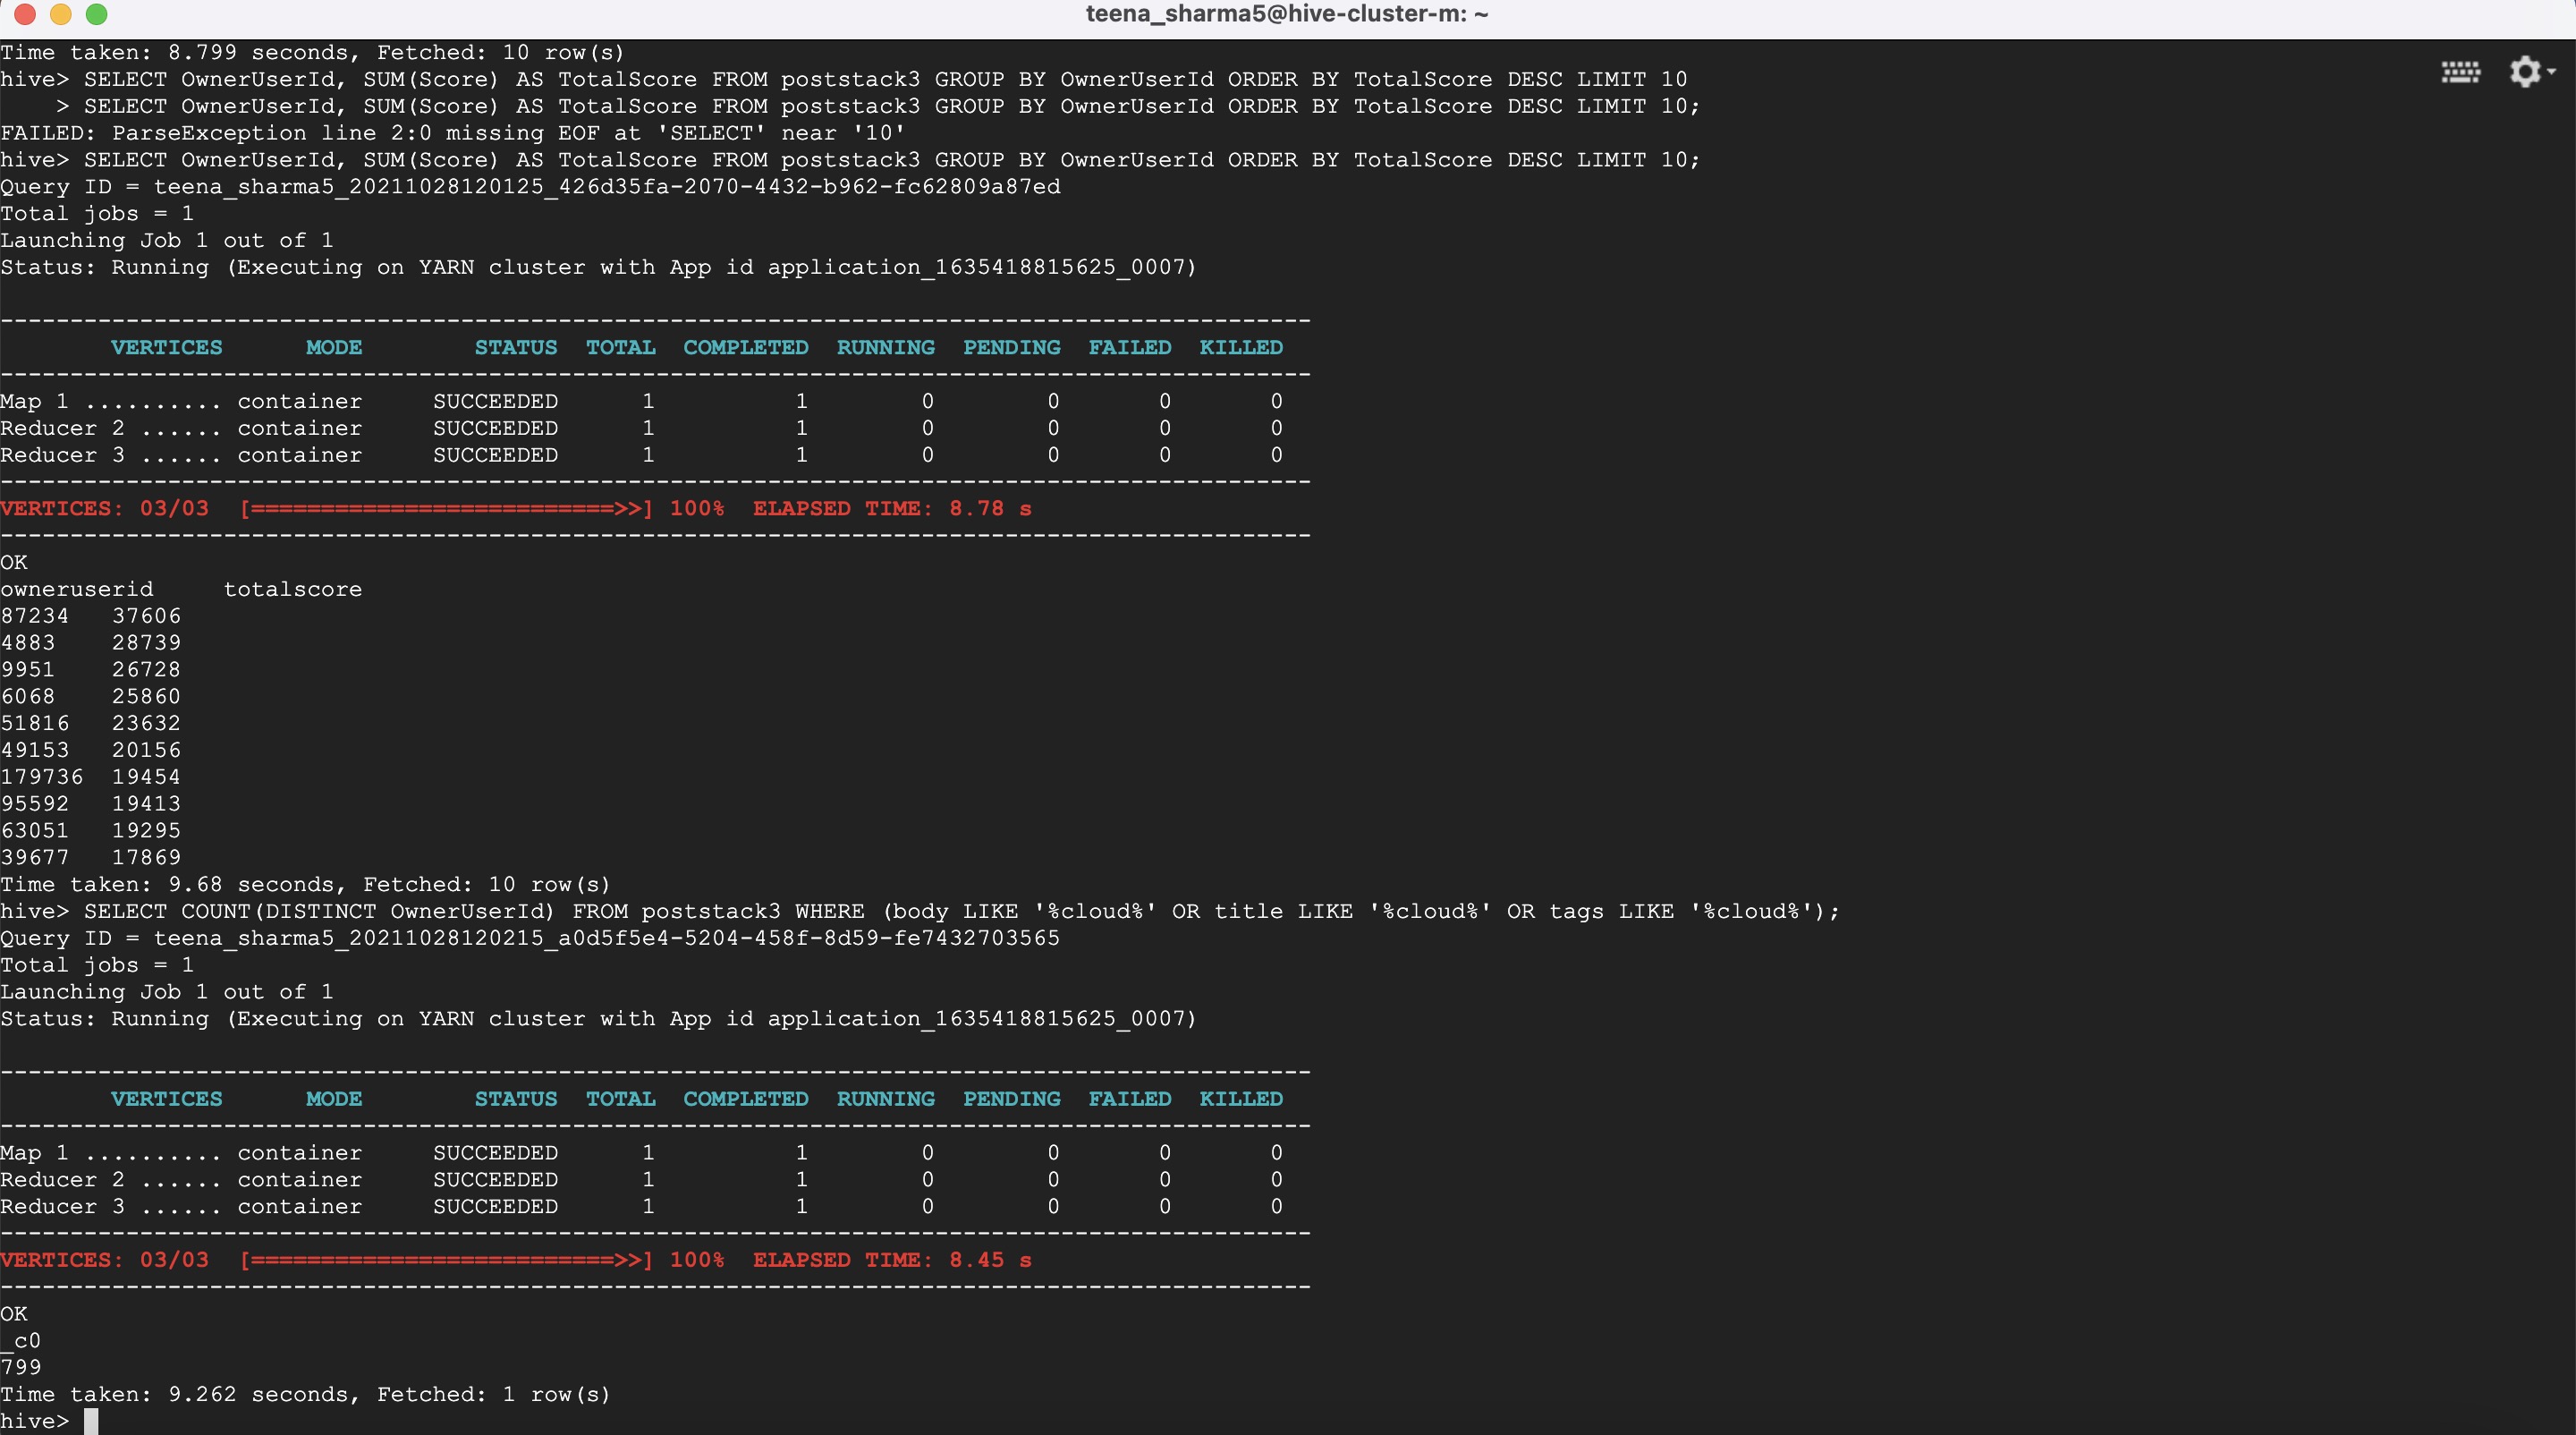 teena_sharma5@hive-cluster-m: ~
Time taken: 8.799 seconds, Fetched: 10 row(s)
hive> SELECT OwnerUserId, SUM(Score) AS TotalScore FROM poststack3 GROUP BY OwnerUserId ORDER BY TotalScore DESC LIMIT 10
    > SELECT OwnerUserId, SUM(Score) AS TotalScore FROM poststack3 GROUP BY OwnerUserId ORDER BY TotalScore DESC LIMIT 10;
FAILED: ParseException line 2:0 missing EOF at 'SELECT' near '10'
hive> SELECT OwnerUserId, SUM(Score) AS TotalScore FROM poststack3 GROUP BY OwnerUserId ORDER BY TotalScore DESC LIMIT 10;
Query ID = teena_sharma5_20211028120125_426d35fa-2070-4432-b962-fc62809a87ed
Total jobs = 1
Launching Job 1 out of 1
Status: Running (Executing on YARN cluster with App id application_1635418815625_0007)

----------------------------------------------------------------------------------------------
        VERTICES      MODE        STATUS  TOTAL  COMPLETED  RUNNING  PENDING  FAILED  KILLED
----------------------------------------------------------------------------------------------
Map 1 .......... container     SUCCEEDED      1          1        0        0       0       0
Reducer 2 ...... container     SUCCEEDED      1          1        0        0       0       0
Reducer 3 ...... container     SUCCEEDED      1          1        0        0       0       0
----------------------------------------------------------------------------------------------
VERTICES: 03/03  [==========================>>] 100%  ELAPSED TIME: 8.78 s
----------------------------------------------------------------------------------------------
OK
owneruserid     totalscore
87234   37606
4883    28739
9951    26728
6068    25860
51816   23632
49153   20156
179736  19454
95592   19413
63051   19295
39677   17869
Time taken: 9.68 seconds, Fetched: 10 row(s)
hive> SELECT COUNT(DISTINCT OwnerUserId) FROM poststack3 WHERE (body LIKE '%cloud%' OR title LIKE '%cloud%' OR tags LIKE '%cloud%');
Query ID = teena_sharma5_20211028120215_a0d5f5e4-5204-458f-8d59-fe7432703565
Total jobs = 1
Launching Job 1 out of 1
Status: Running (Executing on YARN cluster with App id application_1635418815625_0007)

----------------------------------------------------------------------------------------------
        VERTICES      MODE        STATUS  TOTAL  COMPLETED  RUNNING  PENDING  FAILED  KILLED
----------------------------------------------------------------------------------------------
Map 1 .......... container     SUCCEEDED      1          1        0        0       0       0
Reducer 2 ...... container     SUCCEEDED      1          1        0        0       0       0
Reducer 3 ...... container     SUCCEEDED      1          1        0        0       0       0
----------------------------------------------------------------------------------------------
VERTICES: 03/03  [==========================>>] 100%  ELAPSED TIME: 8.45 s
----------------------------------------------------------------------------------------------
OK
_c0
799
Time taken: 9.262 seconds, Fetched: 1 row(s)
hive>